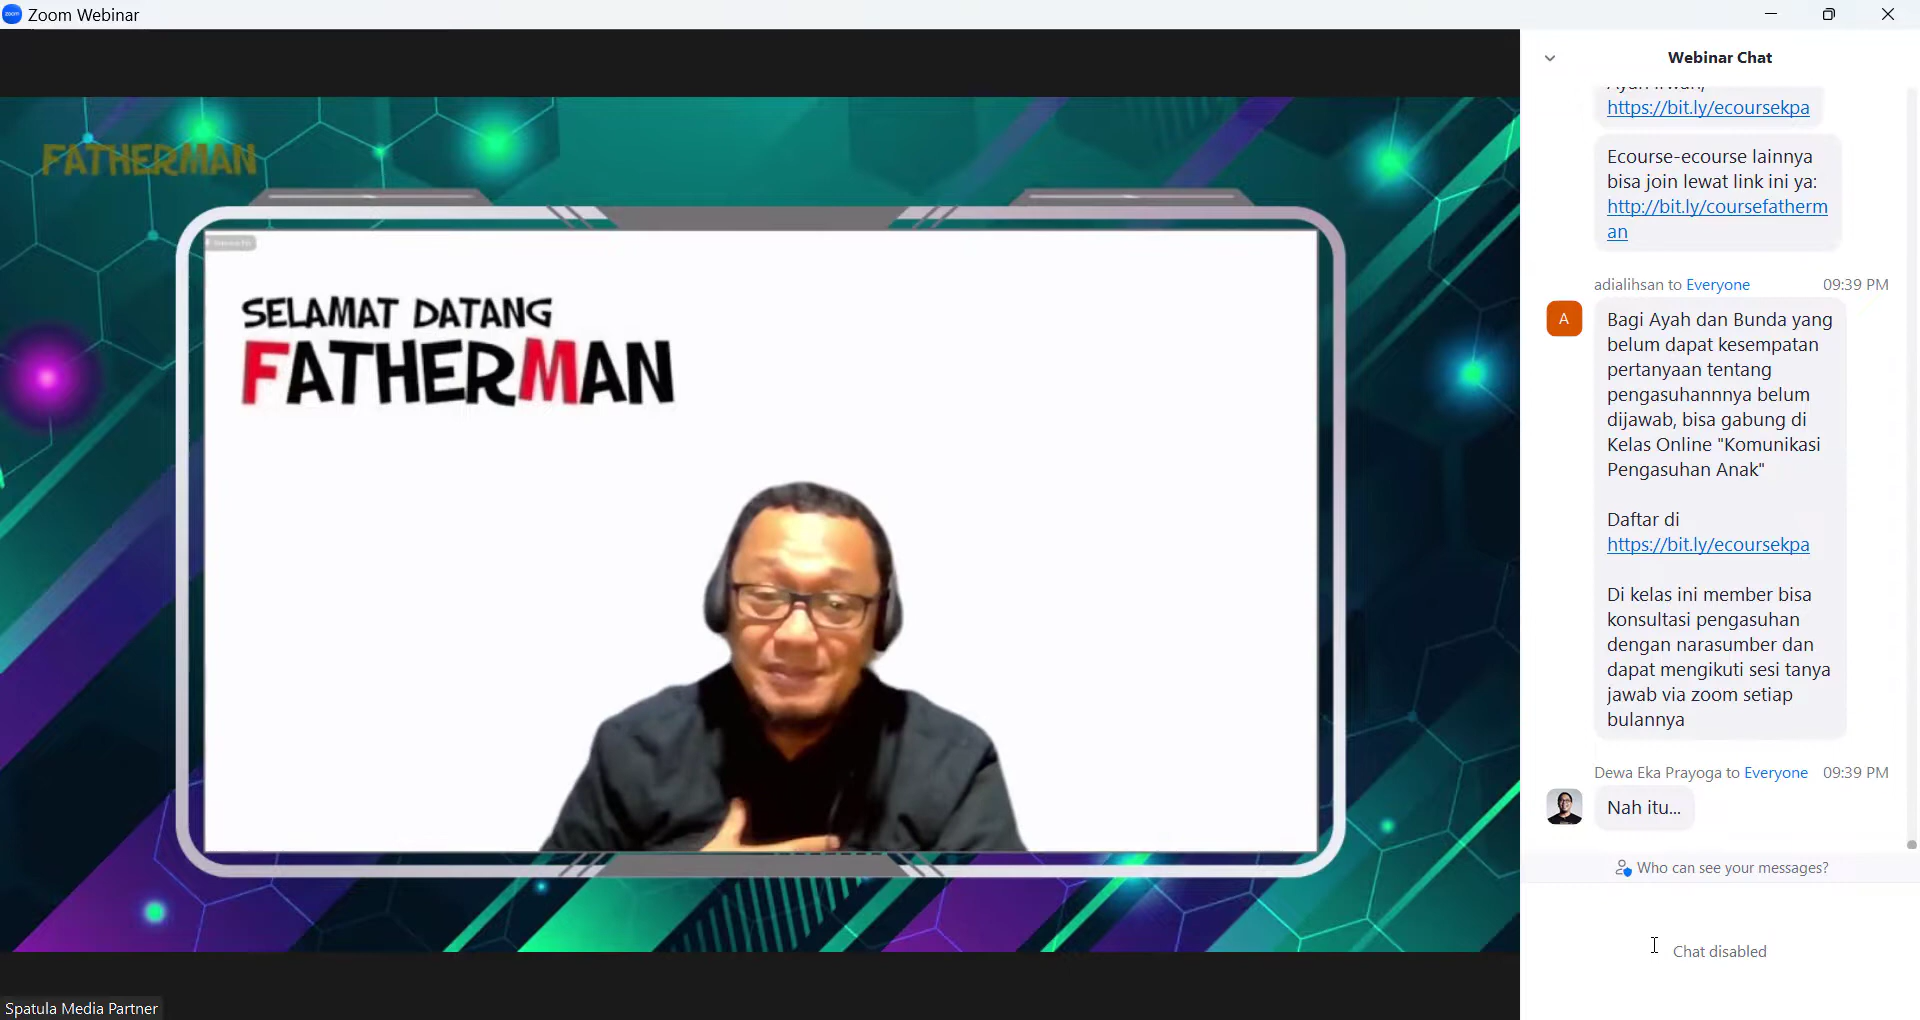 zoom
Zoom Webinar
FATHERMAN
SELAMAT DATANG
FATHERMAN
Spatula Media Partner
Webinar Chat
https://bit.ly/ecoursekpa
Ecourse-ecourse lainnya
bisa join lewat link ini ya:
http://bit.ly/coursefatherm
an
adialihsan to Everyone 09:39 PM
A
Bagi Ayah dan Bunda yang
belum dapat kesempatan
pertanyaan tentang
pengasuhannnya belum
dijawab, bisa gabung di
Kelas Online "Komunikasi
Pengasuhan Anak"
Daftar di
https://bit.ly/ecoursekpa
Di kelas ini member bisa
konsultasi pengasuhan
dengan narasumber dan
dapat mengikuti sesi tanya
jawab via zoom setiap
bulannya
Dewa Eka Prayoga to Everyone 09:39 PM
Nah itu...
Who can see your messages?
Chat disabled